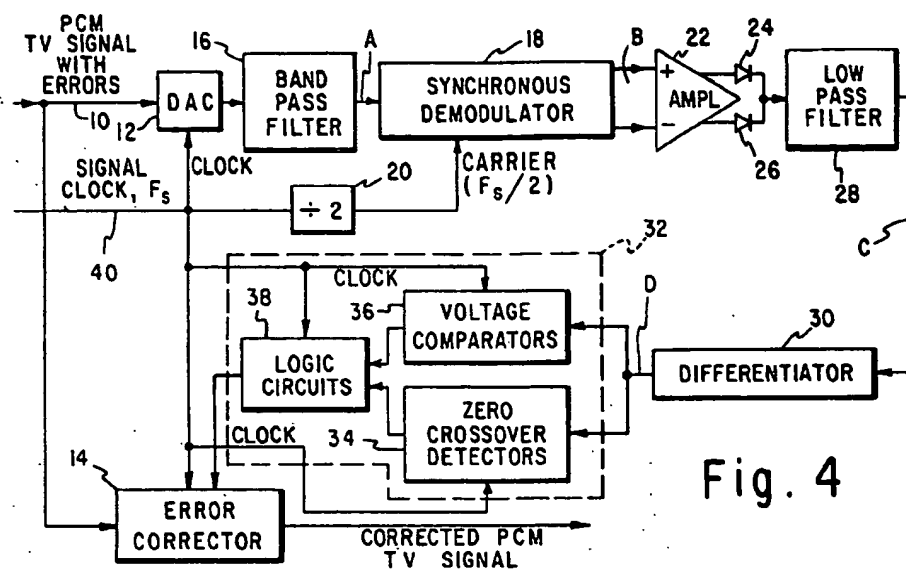 PCM
TV SIGNAL
WITH
ERRORS
10
12
DAC
CLOCK
16
BAND
PASS
FILTER
A
18
SYNCHRONOUS
DEMODULATOR
B
22
+
AMPL
−
24
26
LOW
PASS
FILTER
28
SIGNAL
CLOCK, Fs
40
20
÷ 2
CARRIER
(Fs/2)
C
32
CLOCK
36
VOLTAGE
COMPARATORS
38
LOGIC
CIRCUITS
D
30
DIFFERENTIATOR
34
ZERO
CROSSOVER
DETECTORS
CLOCK
14
ERROR
CORRECTOR
CORRECTED PCM
TV SIGNAL
Fig. 4